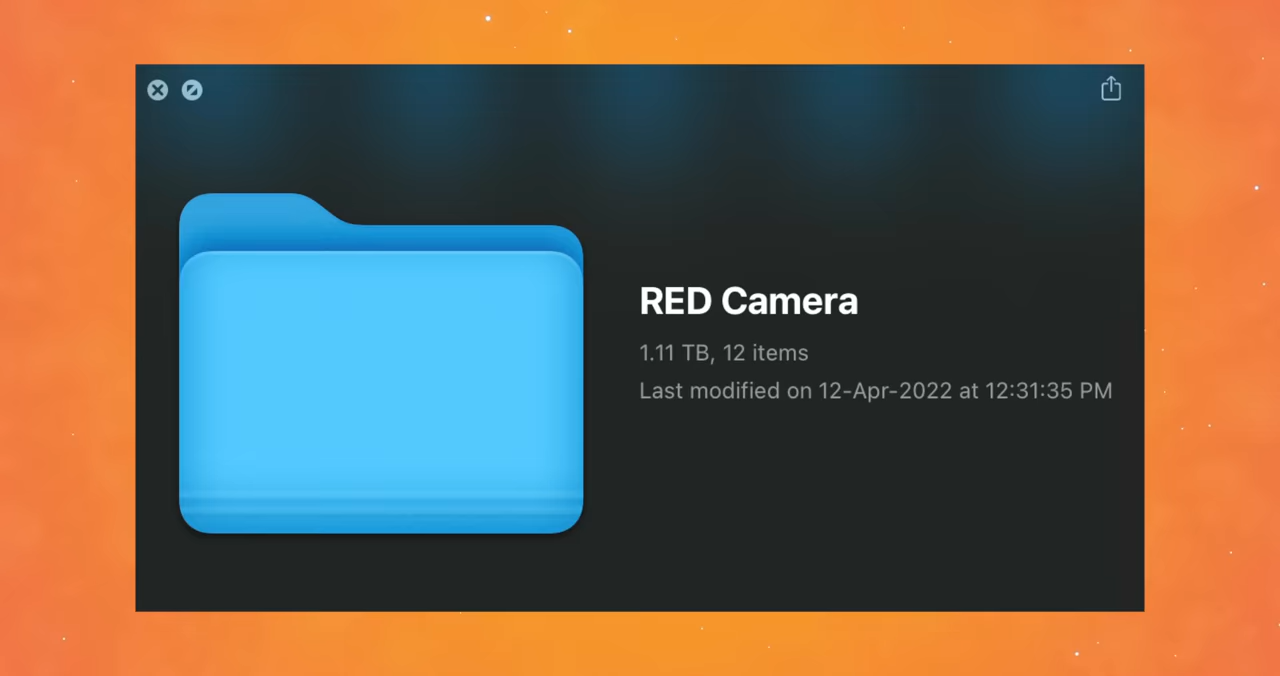 RED Camera
1.11 TB, 12 items
Last modified on 12-Apr-2022 at 12:31:35 PM